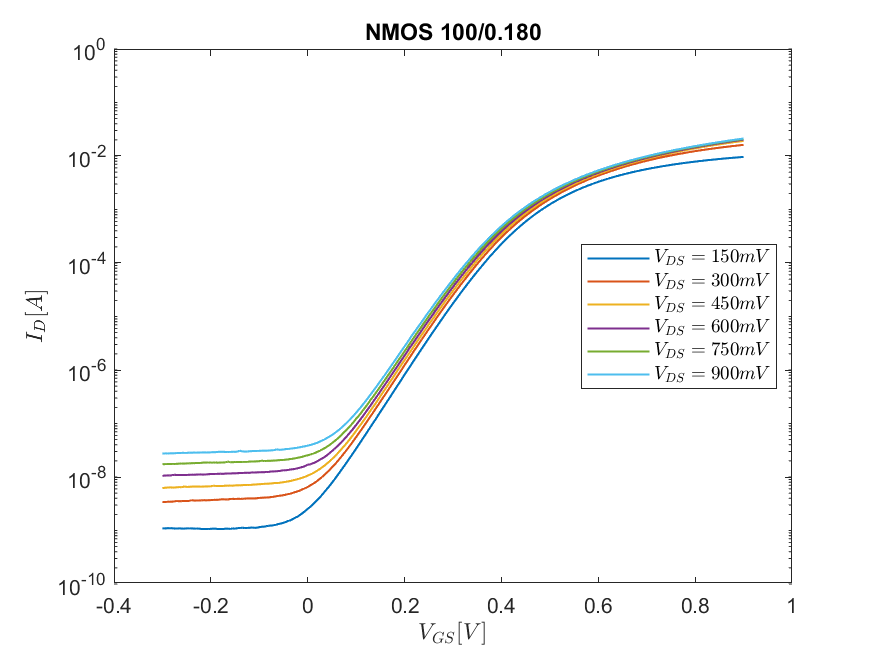 NMOS 100/0.180
10^0
10^-2
10^-4
10^-6
10^-8
10^-10
I_D[A]
V_DS = 150mV
V_DS = 300mV
V_DS = 450mV
V_DS = 600mV
V_DS = 750mV
V_DS = 900mV
-0.4 -0.2 0 0.2 0.4 0.6 0.8 1
V_GS[V]